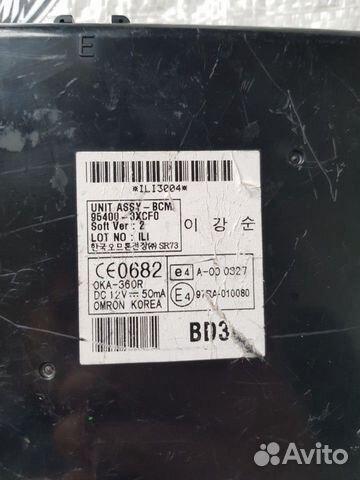 E
*ILI3004*
UNIT ASSY-BCM
95400-3XCF0
Soft Ver : 2
LOT NO : ILI
한국오므론전장㈜ SR73
이 강 순
CE0682
e4 A-00 0327
OKA-360R
DC 12V⎓50mA
E4 97RA-010080
OMRON KOREA
BD3
Avito